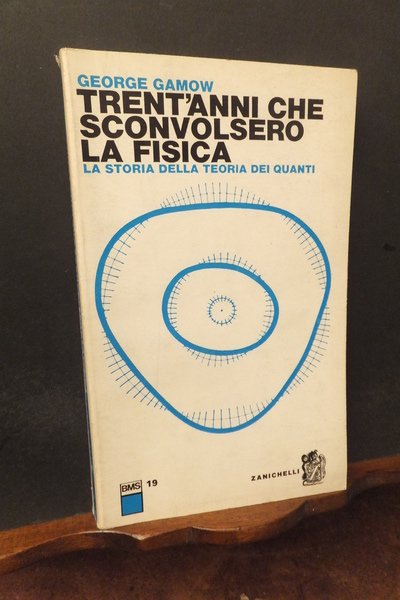 GEORGE GAMOW
TRENT'ANNI CHE
SCONVOLSERO
LA FISICA
LA STORIA DELLA TEORIA DEI QUANTI
BMS 19
ZANICHELLI